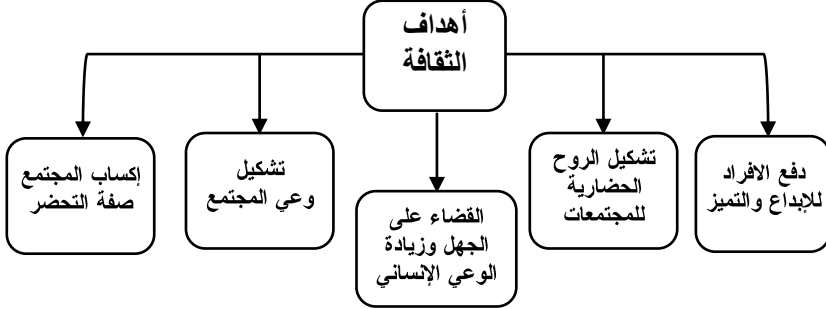 أهداف
الثقافة
دفع الافراد
للإبداع والتميز
تشكيل الروح
الحضارية
للمجتمعات
القضاء على
الجهل وزيادة
الوعي الإنساني
تشكيل
وعي المجتمع
إكساب المجتمع
صفة التحضر